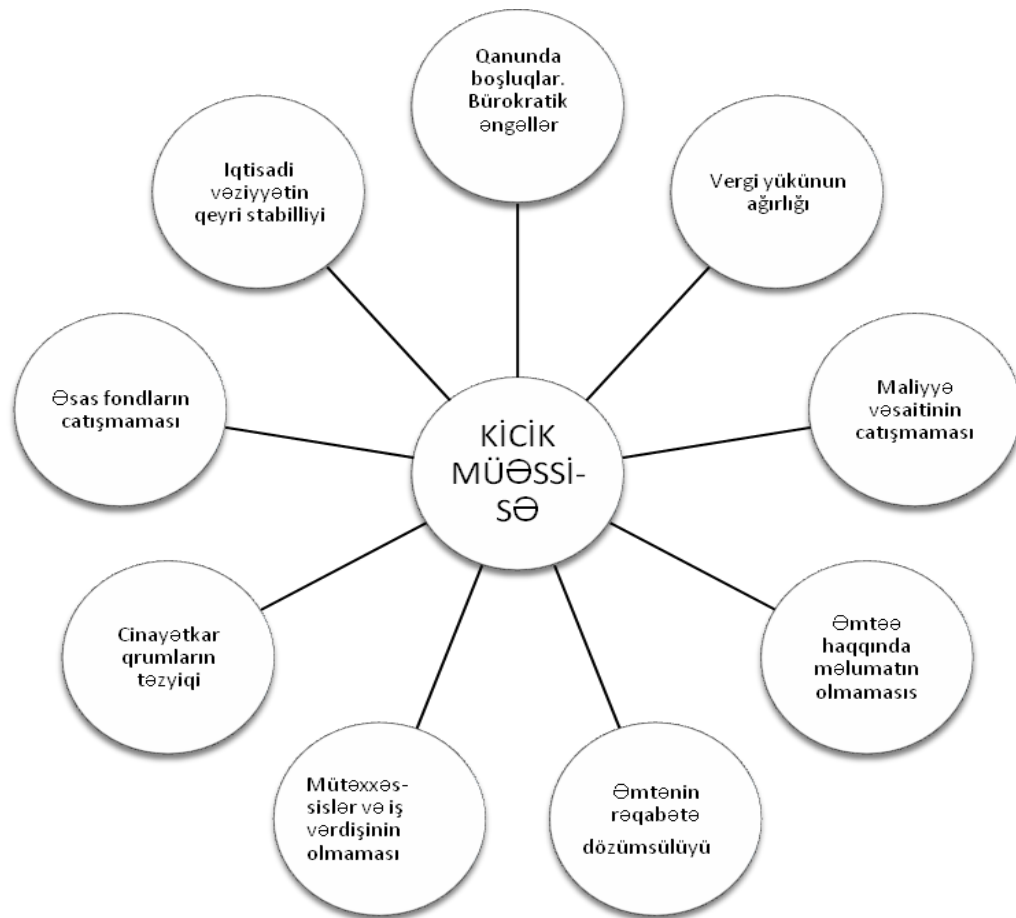 Qanunda
boşluqlar.
Bürokratik
əngəllər
Vergi yükünun
ağırlığı
Maliyyə
vəsaitinin
catışmaması
Əmtəə
haqqında
məlumatın
olmamasıs
Əmtənin
rəqabətə
dözümsülüyü
Mütəxxəs-
sislər və iş
vərdişinin
olmaması
Cinayətkar
qrumların
təzyiqi
Əsas fondların
catışmaması
Iqtisadi
vəziyyətin
qeyri stabilliyi
KİCİK
MÜƏSSİ-
SƏ